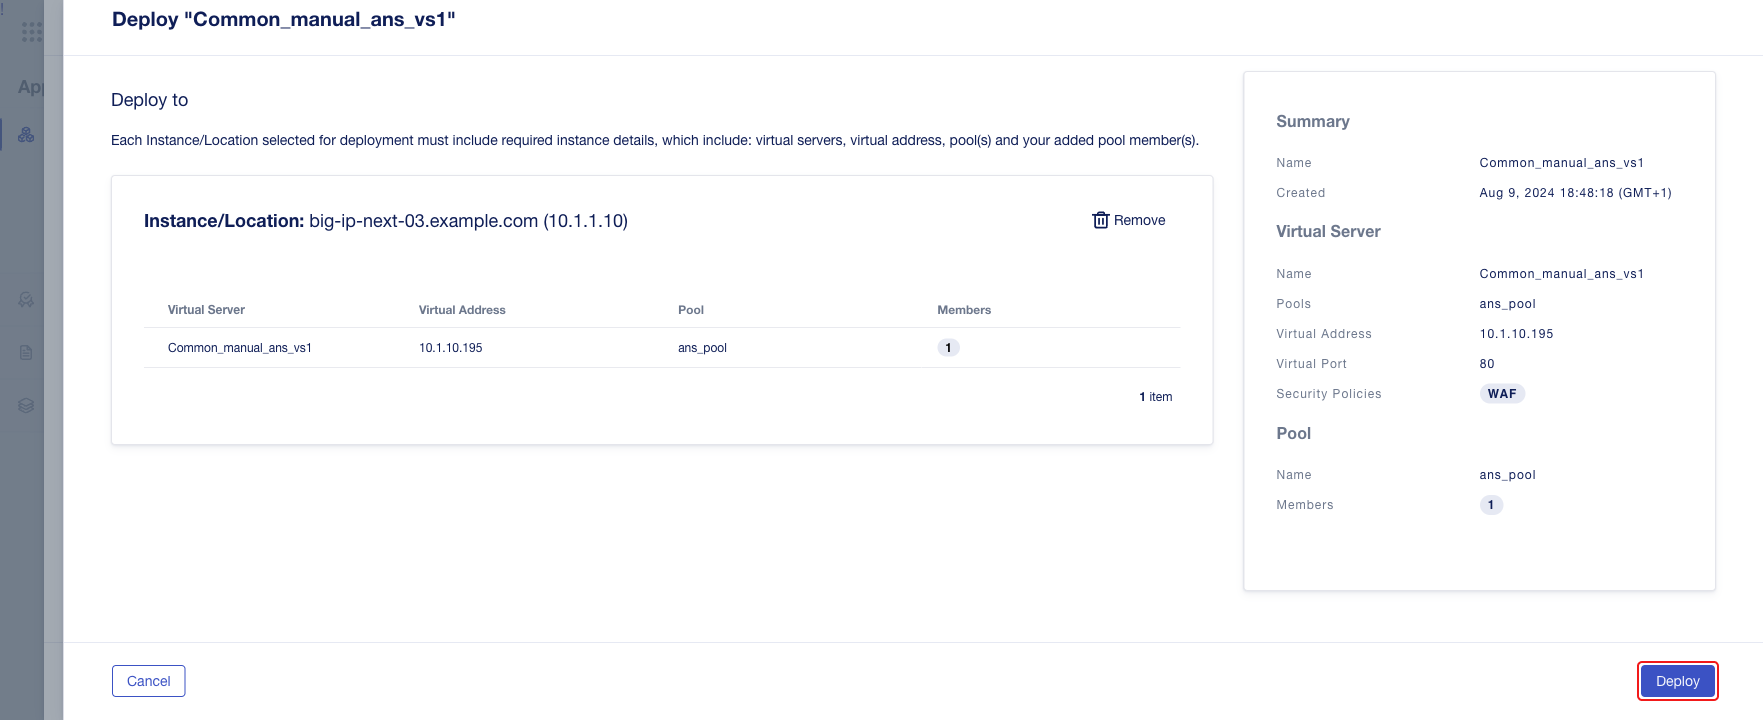 !
Deploy "Common_manual_ans_vs1"
App
Deploy to
Each Instance/Location selected for deployment must include required instance details, which include: virtual servers, virtual address, pool(s) and your added pool member(s).
Instance/Location: big-ip-next-03.example.com (10.1.1.10)
Remove
Virtual Server Virtual Address Pool Members
Common_manual_ans_vs1 10.1.10.195 ans_pool 1
1 item
Summary
Name Common_manual_ans_vs1
Created Aug 9, 2024 18:48:18 (GMT+1)
Virtual Server
Name Common_manual_ans_vs1
Pools ans_pool
Virtual Address 10.1.10.195
Virtual Port 80
Security Policies WAF
Pool
Name ans_pool
Members 1
Cancel
Deploy